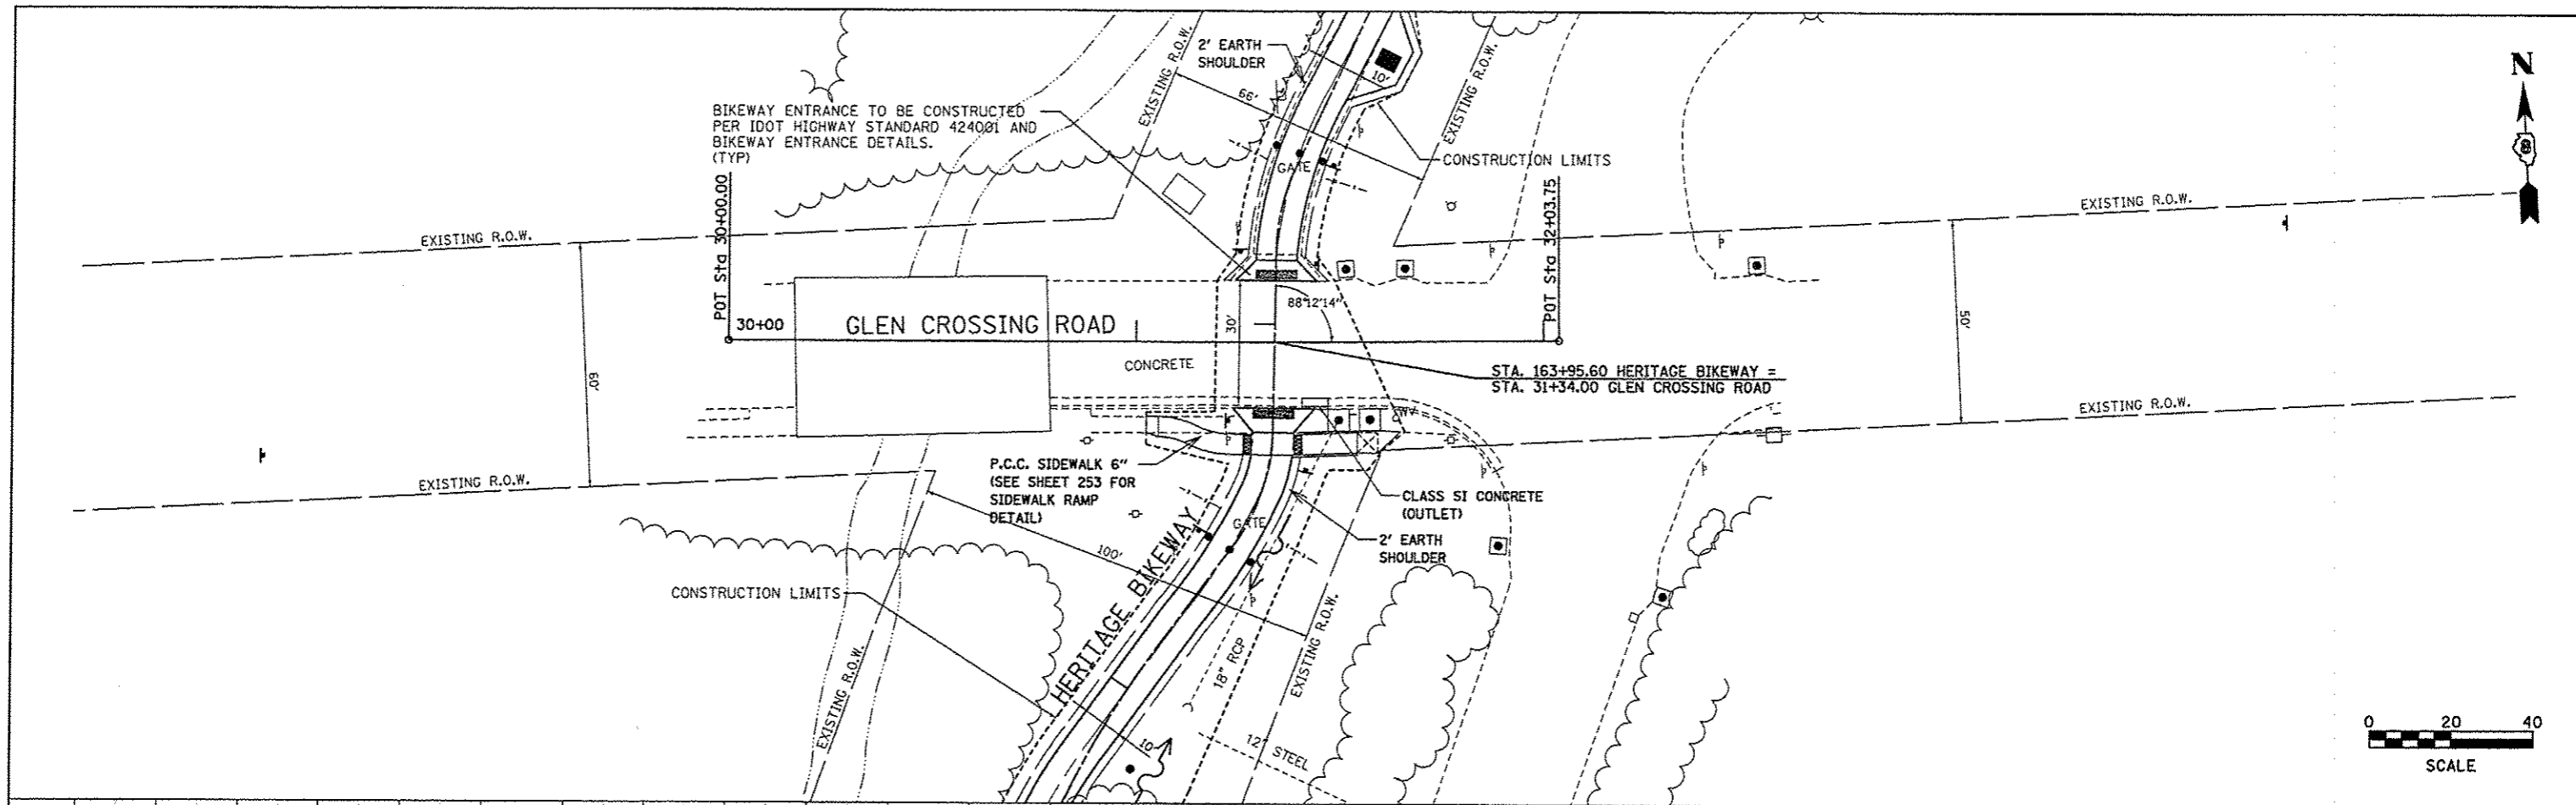 2' EARTH
SHOULDER
10'
EXISTING R.O.W.
EXISTING R.O.W.
66'
N
8
BIKEWAY ENTRANCE TO BE CONSTRUCTED
PER IDOT HIGHWAY STANDARD 424001 AND
BIKEWAY ENTRANCE DETAILS.
(TYP)
GATE
CONSTRUCTION LIMITS
POT Sta 30+00.00
POT Sta 32+03.75
EXISTING R.O.W.
EXISTING R.O.W.
88°12'14"
30+00
GLEN CROSSING ROAD
30'
50'
60'
CONCRETE
STA. 163+95.60 HERITAGE BIKEWAY =
STA. 31+34.00 GLEN CROSSING ROAD
EXISTING R.O.W.
WV
P.C.C. SIDEWALK 6"
(SEE SHEET 253 FOR
SIDEWALK RAMP
DETAIL)
EXISTING R.O.W.
CLASS SI CONCRETE
(OUTLET)
GATE
2' EARTH
SHOULDER
100'
HERITAGE BIKEWAY
CONSTRUCTION LIMITS
EXISTING R.O.W.
18" RCP
EXISTING R.O.W.
10'
12" STEEL
0 20 40
SCALE